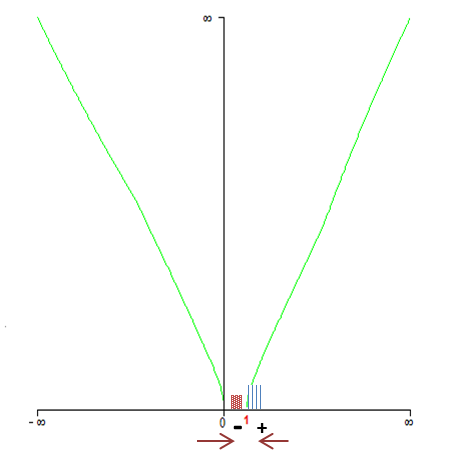 ∞
- ∞ 0 1 ∞
- +